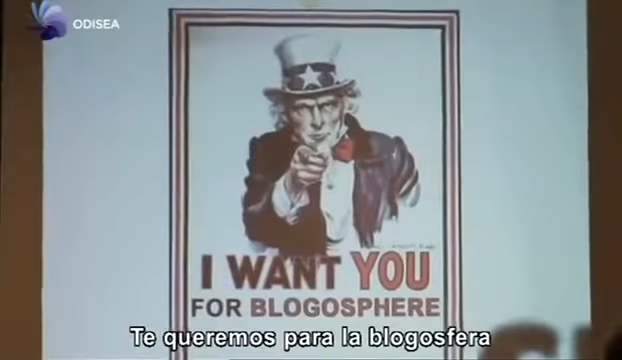 ODISEA
I WANT YOU
FOR BLOGOSPHERE
Te queremos para la blogosfera